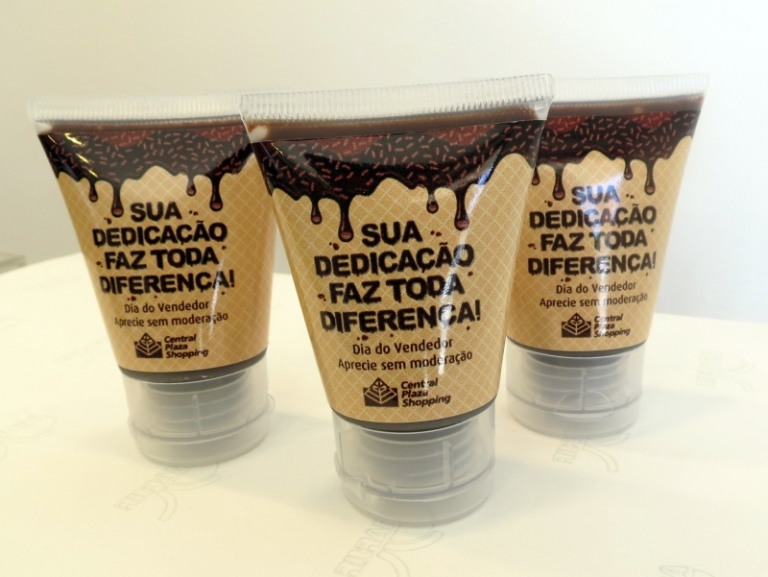 SUA
DEDICAÇÃO
FAZ TODA
DIFERENÇA!
Dia do Vendedor
Aprecie sem moderação
Central
Plaza
Shopping
SUA
DEDICAÇÃO
FAZ TODA
DIFERENÇA!
Dia do Vendedor
Aprecie sem moderação
Central
Plaza
Shopping
SUA
DEDICAÇÃO
FAZ TODA
DIFERENÇA!
Dia do Vendedor
Aprecie sem moderação
Central
Plaza
Shopping